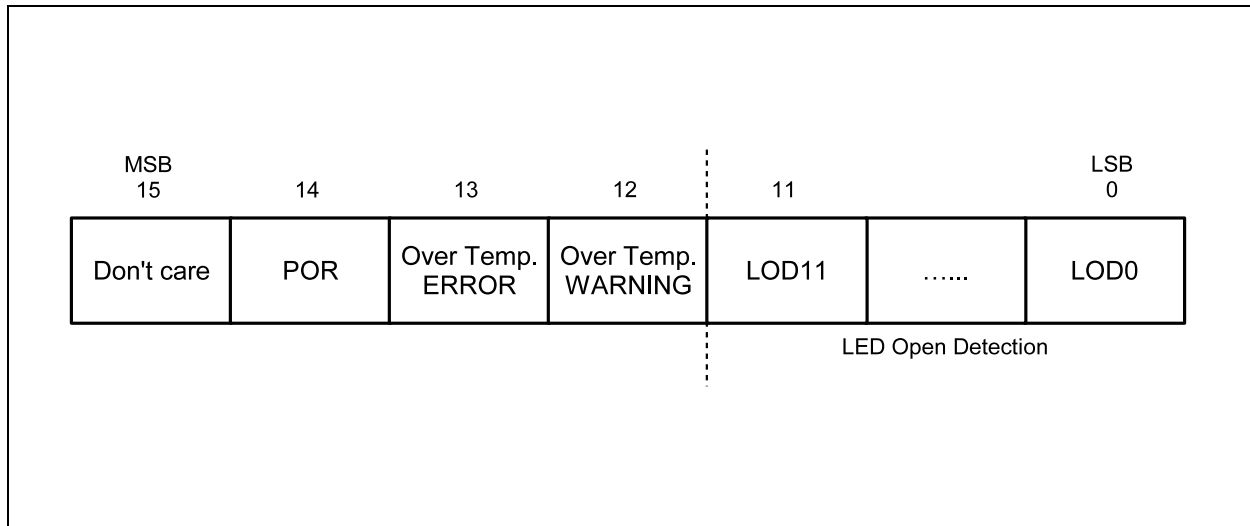 MSB LSB
15 14 13 12 11 0
Don't care POR Over Temp. ERROR Over Temp. WARNING LOD11 …... LOD0
LED Open Detection